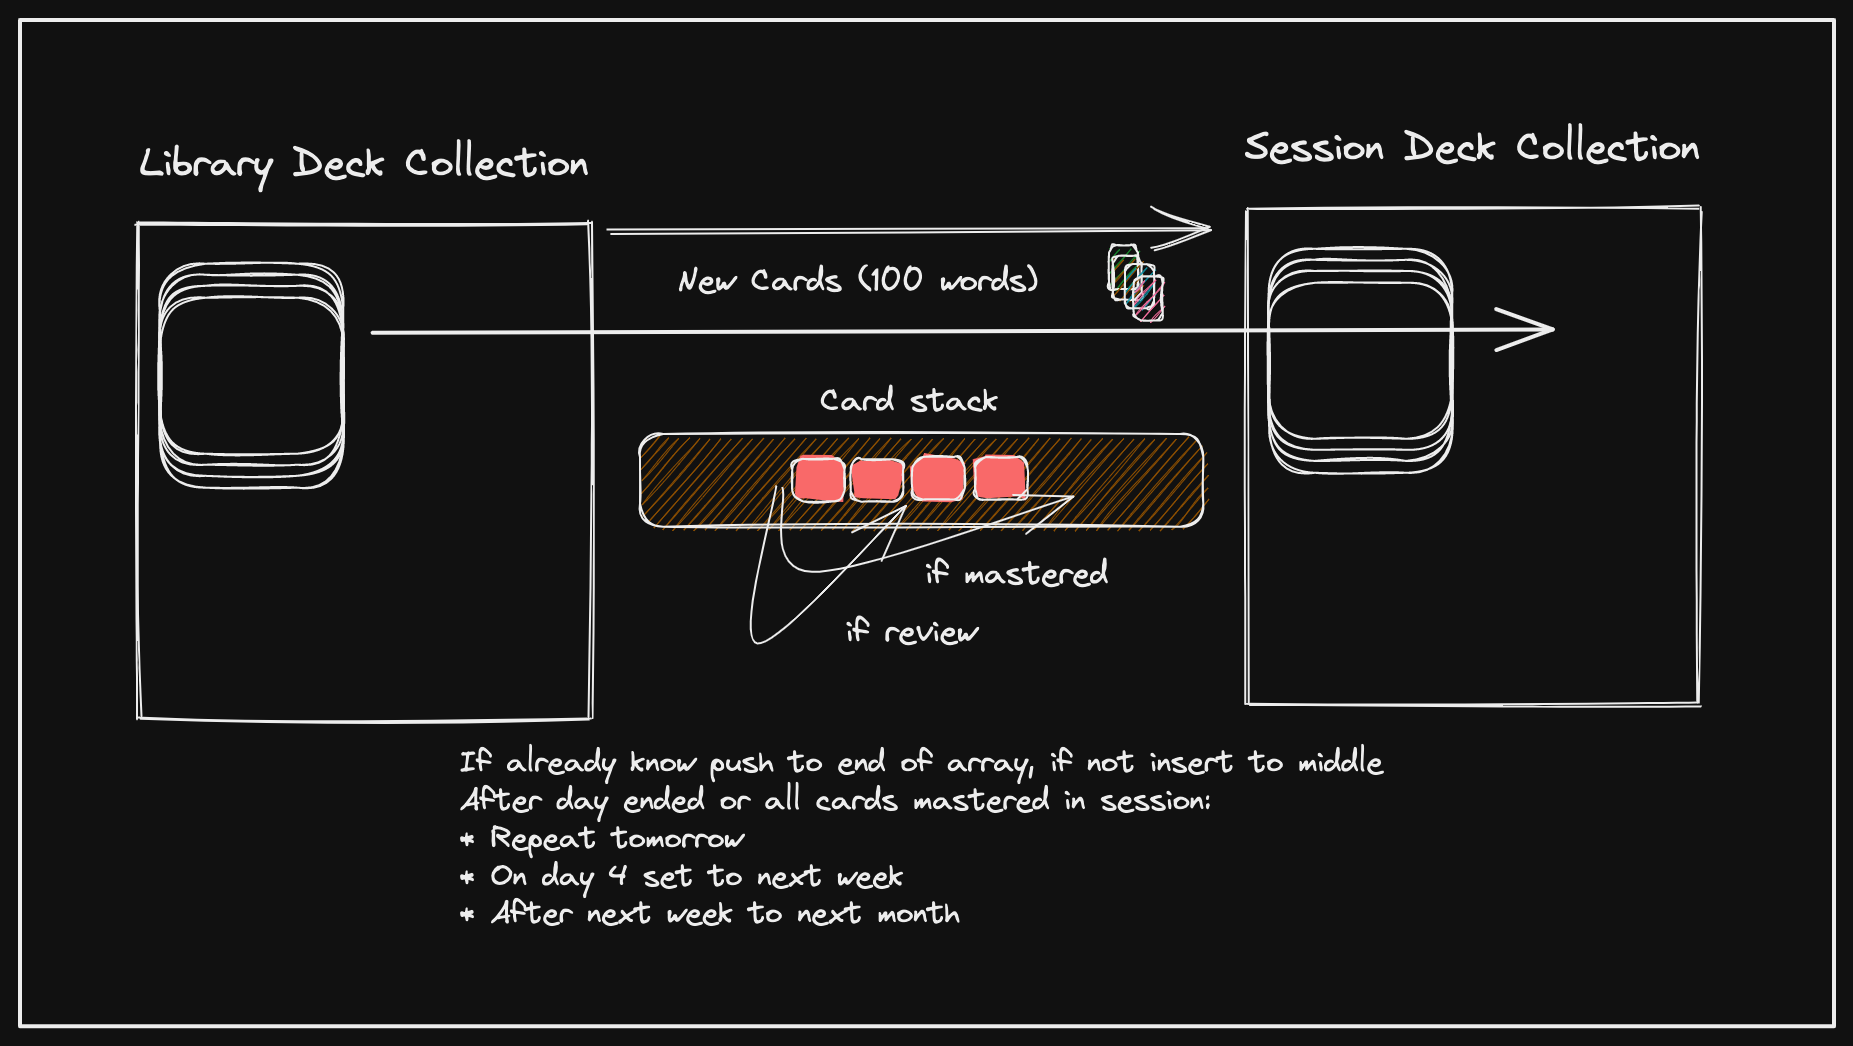 Library Deck Collection
Session Deck Collection
New Cards (100 words)
Card stack
if mastered
if review
If already know push to end of array, if not insert to middle
After day ended or all cards mastered in session:
* Repeat tomorrow
* On day 4 set to next week
* After next week to next month